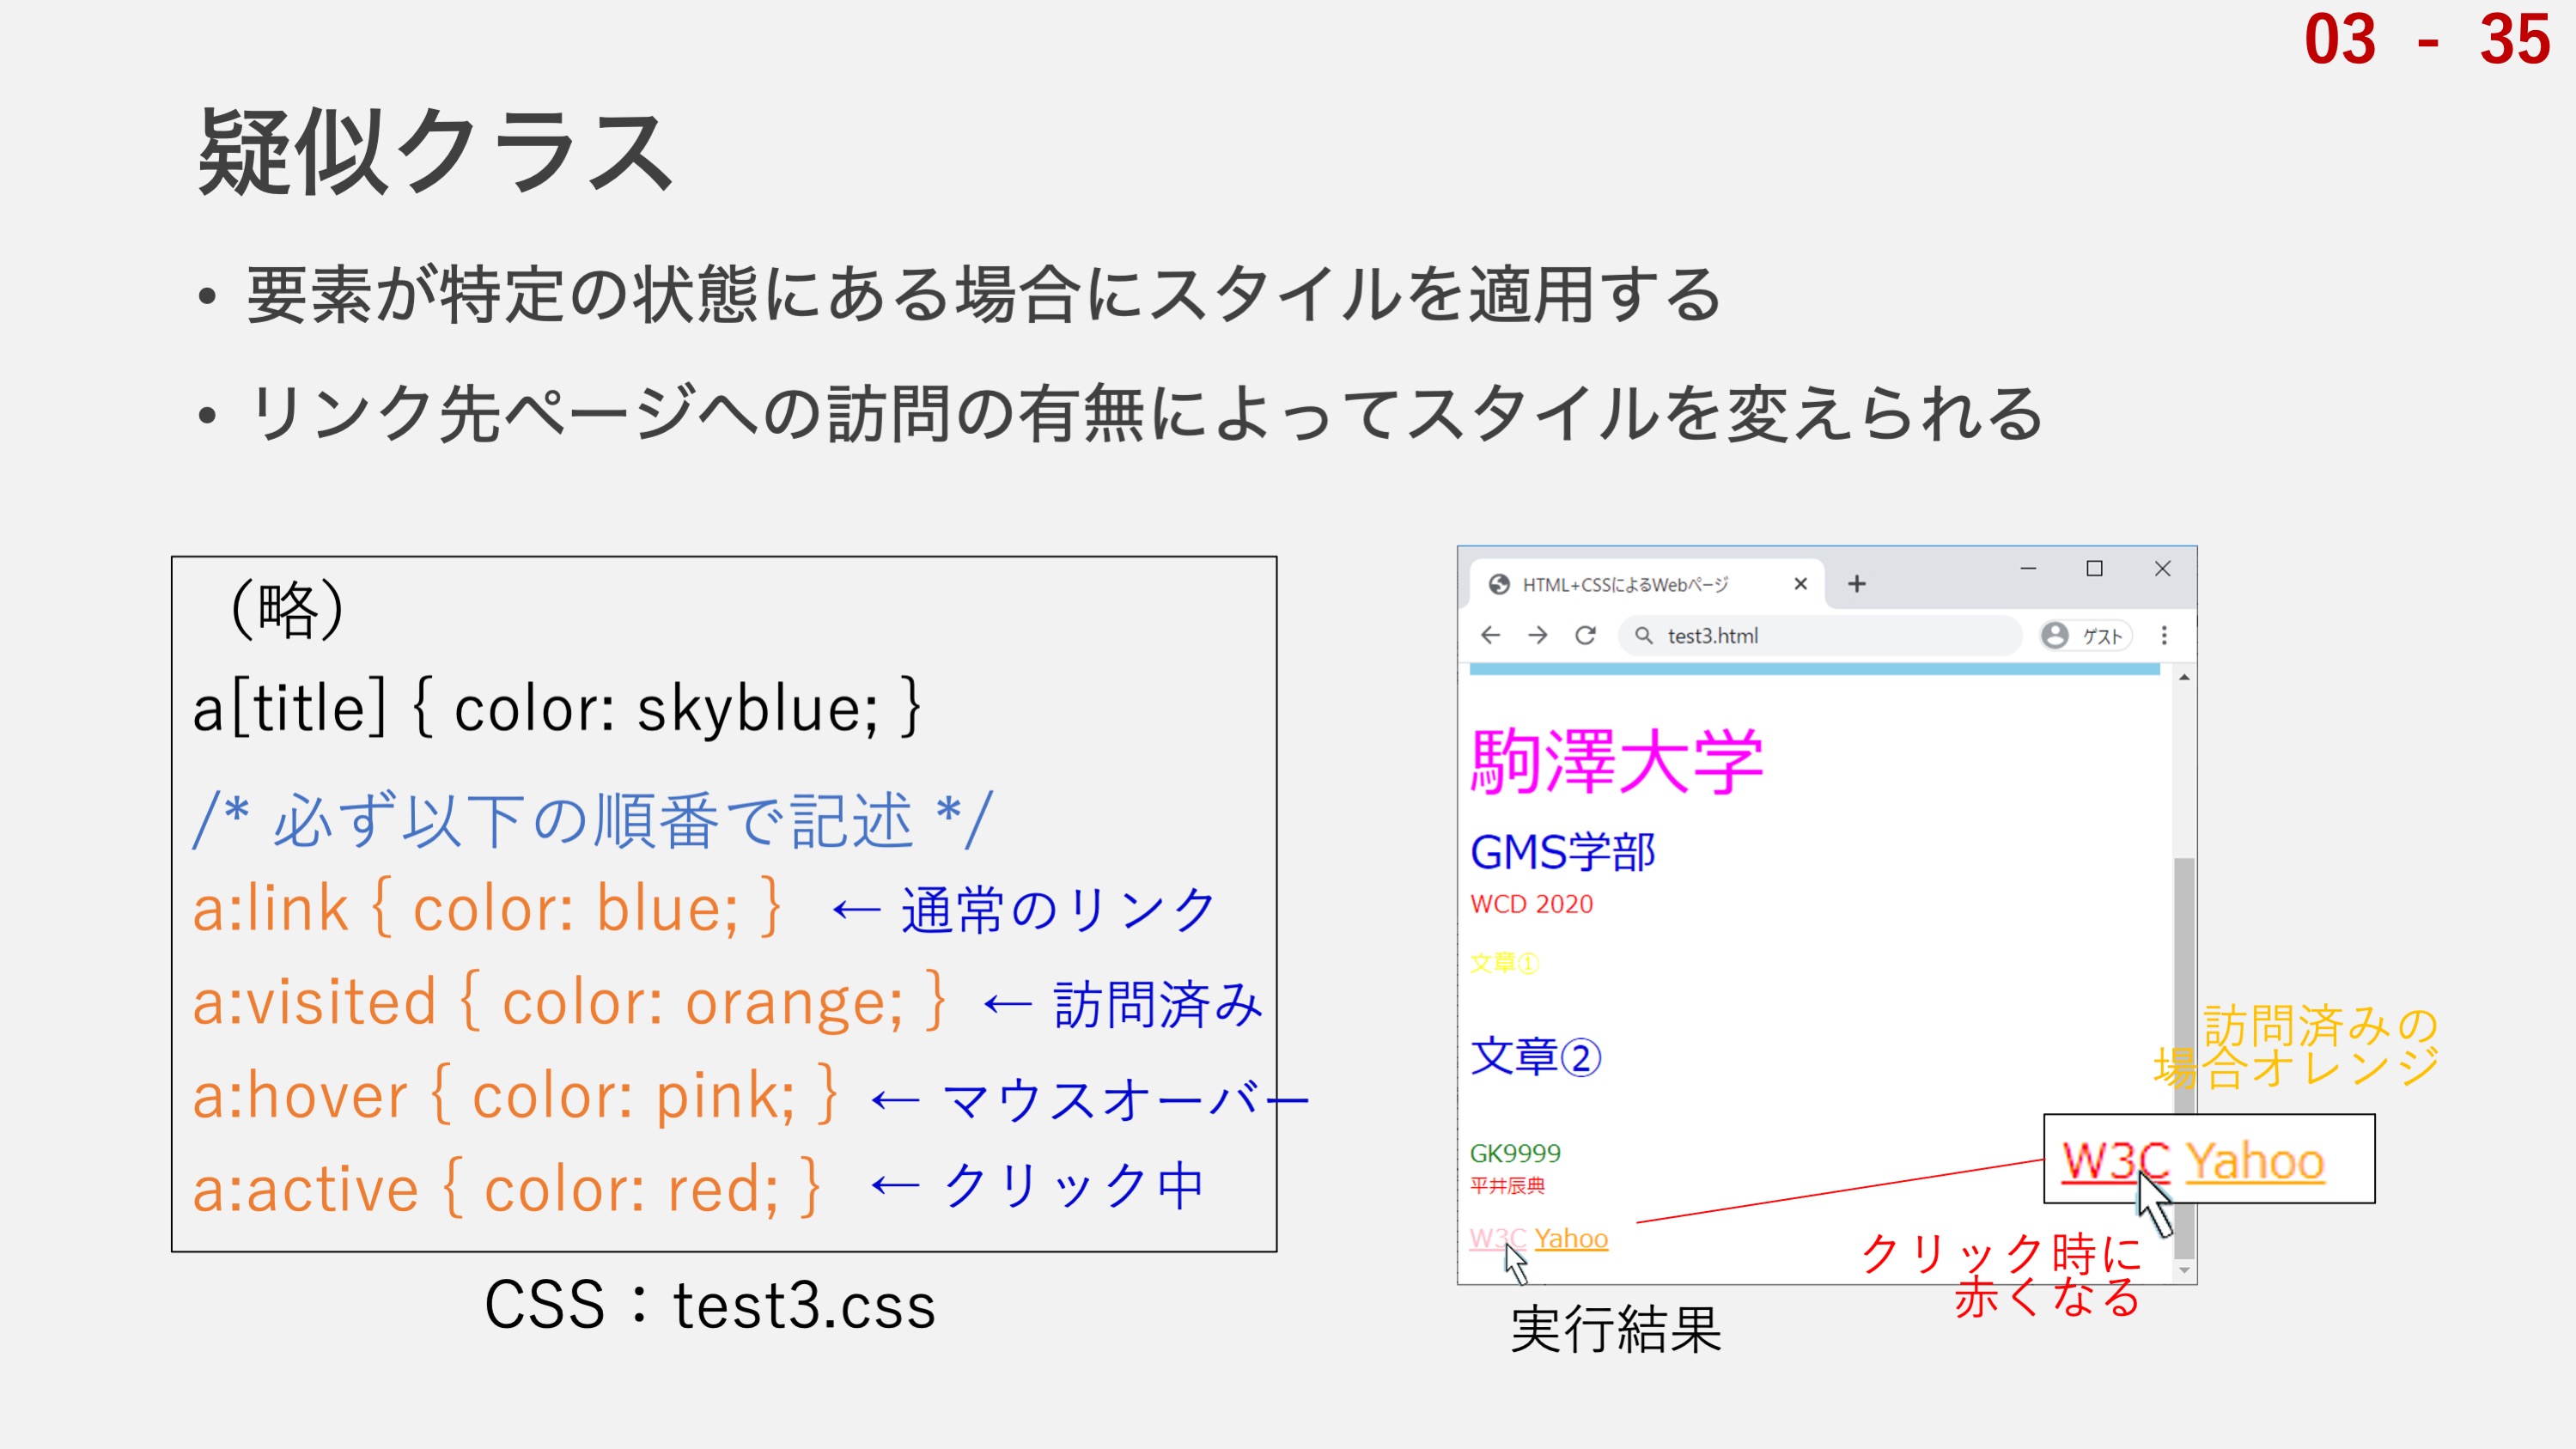 03 - 35
疑似クラス
• 要素が特定の状態にある場合にスタイルを適用する
• リンク先ページへの訪問の有無によってスタイルを変えられる
（略）
a[title] { color: skyblue; }
/* 必ず以下の順番で記述 */
a:link { color: blue; } ← 通常のリンク
a:visited { color: orange; } ← 訪問済み
a:hover { color: pink; } ← マウスオーバー
a:active { color: red; } ← クリック中
CSS：test3.css
HTML+CSSによるWebページ
test3.html
ゲスト
駒澤大学
GMS学部
WCD 2020
文章①
文章②
GK9999
平井辰典
W3C Yahoo
訪問済みの
場合オレンジ
W3C Yahoo
クリック時に
赤くなる
実行結果